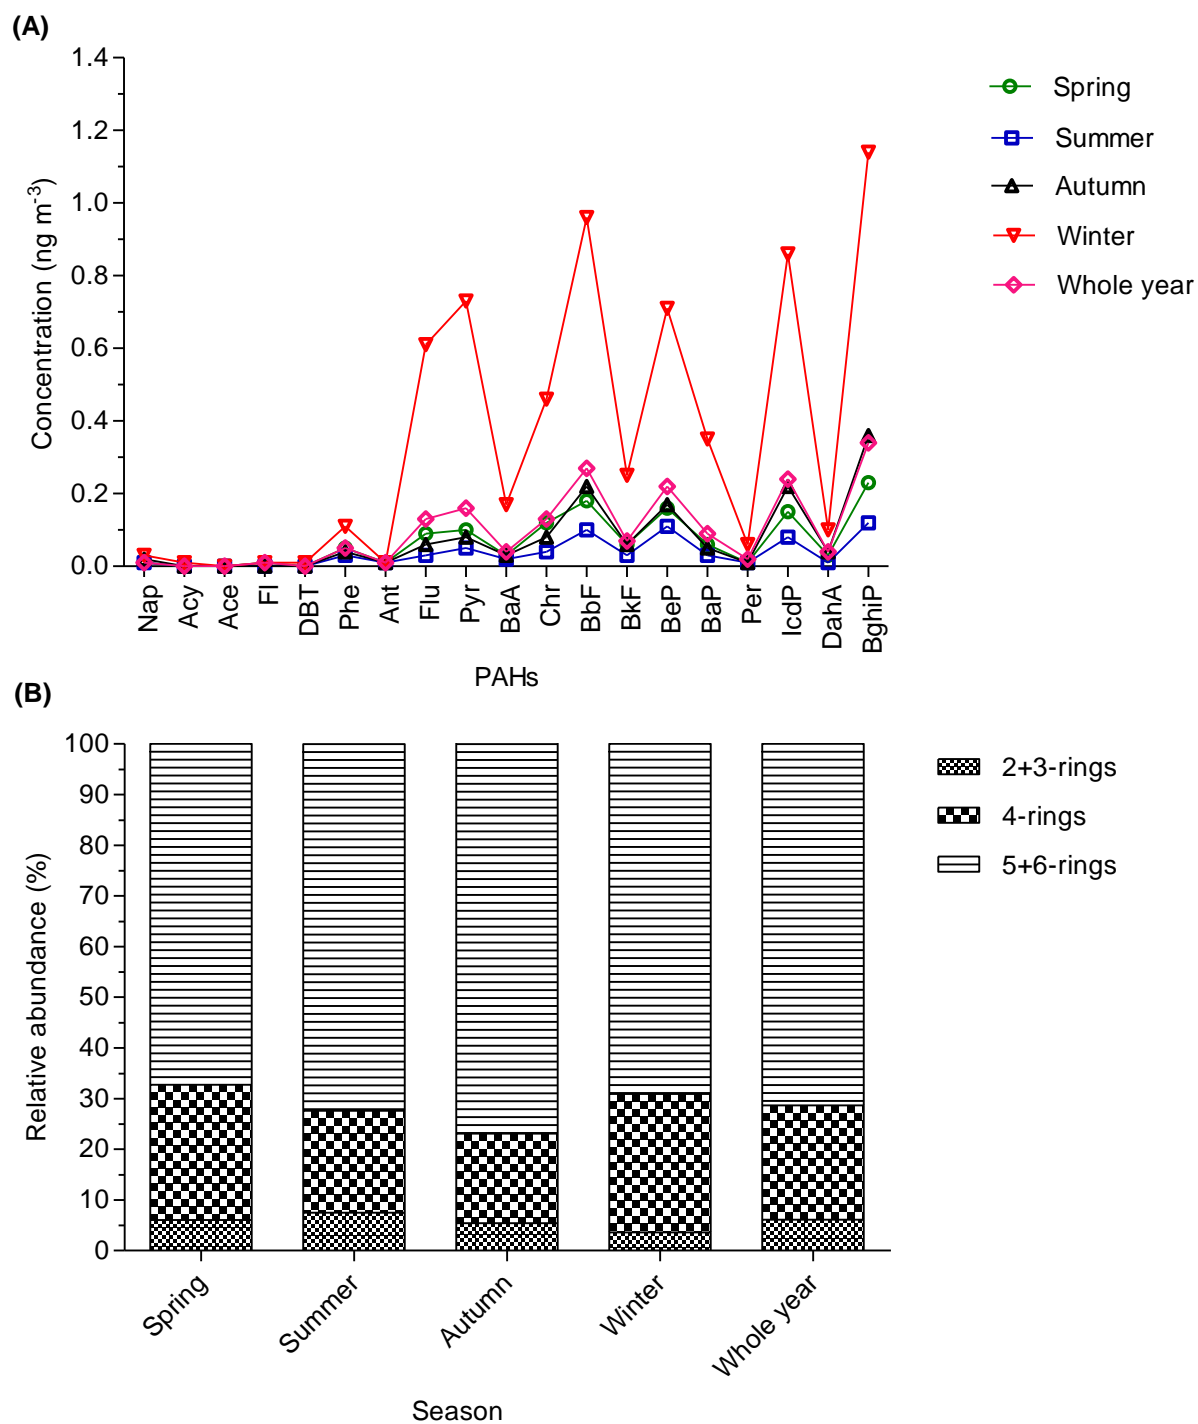 (A)
1.4
1.2
1.0
0.8
0.6
0.4
0.2
0.0
Concentration (ng m-3)
Nap
Acy
Ace
Fl
DBT
Phe
Ant
Flu
Pyr
BaA
Chr
BbF
BkF
BeP
BaP
Per
IcdP
DahA
BghiP
PAHs
Spring
Summer
Autumn
Winter
Whole year
(B)
100
90
80
70
60
50
40
30
20
10
0
Relative abundance (%)
Spring
Summer
Autumn
Winter
Whole year
Season
2+3-rings
4-rings
5+6-rings